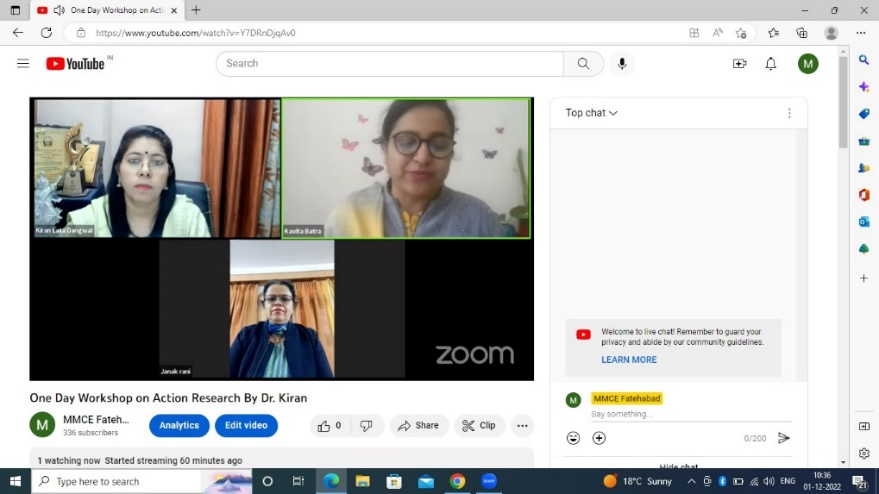 One Day Workshop on Acti
https://www.youtube.com/watch?v=Y7DRnDjqAv0
YouTube IN
Search
M
Top chat
Kiran Lata Dangwal
Kavita Batra
Janak rani
zoom
Welcome to live chat! Remember to guard your
privacy and abide by our community guidelines.
LEARN MORE
One Day Workshop on Action Research By Dr. Kiran
M
MMCE Fateh...
336 subscribers
Analytics
Edit video
0
Share
Clip
M
MMCE Fatehabad
Say something...
0/200
1 watching now Started streaming 60 minutes ago
Hide chat
Type here to search
18°C Sunny
ENG
10:36
01-12-2022
21